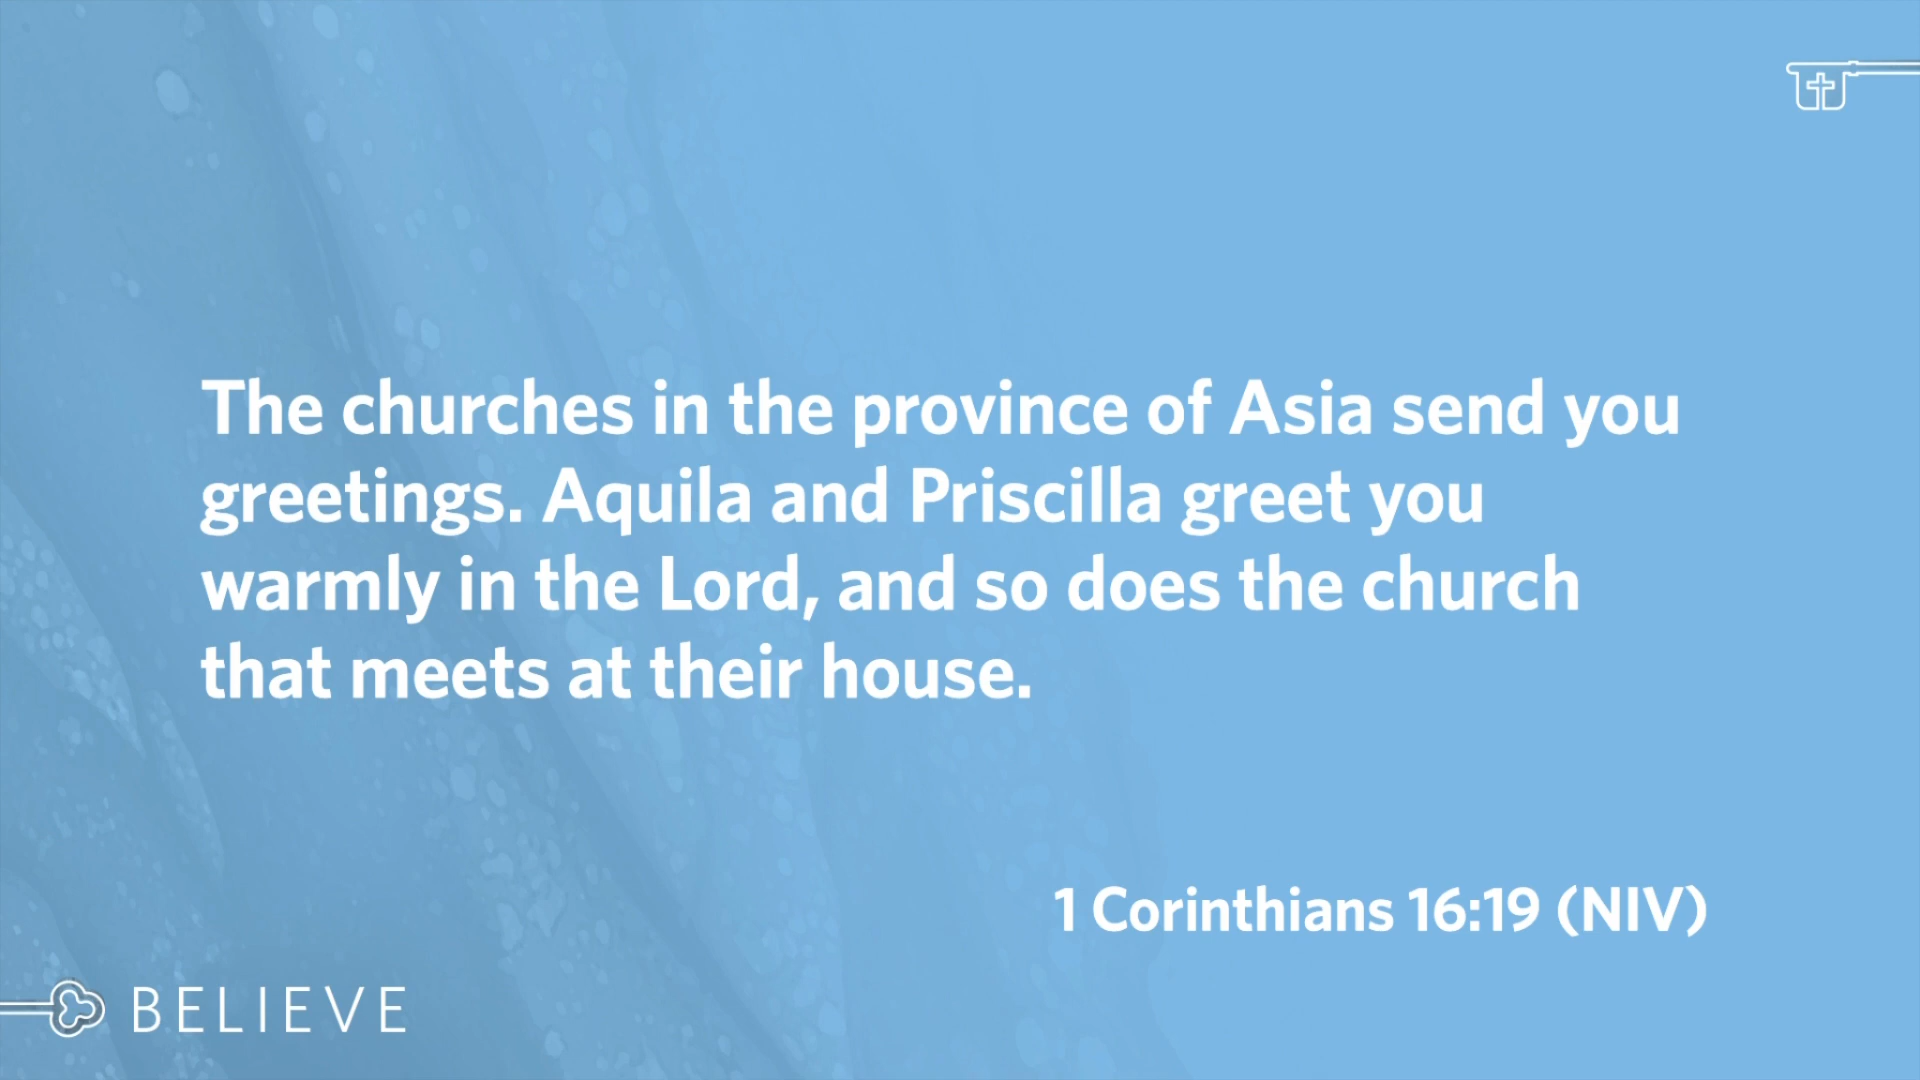 The churches in the province of Asia send you
greetings. Aquila and Priscilla greet you
warmly in the Lord, and so does the church
that meets at their house.
1 Corinthians 16:19 (NIV)
BELIEVE